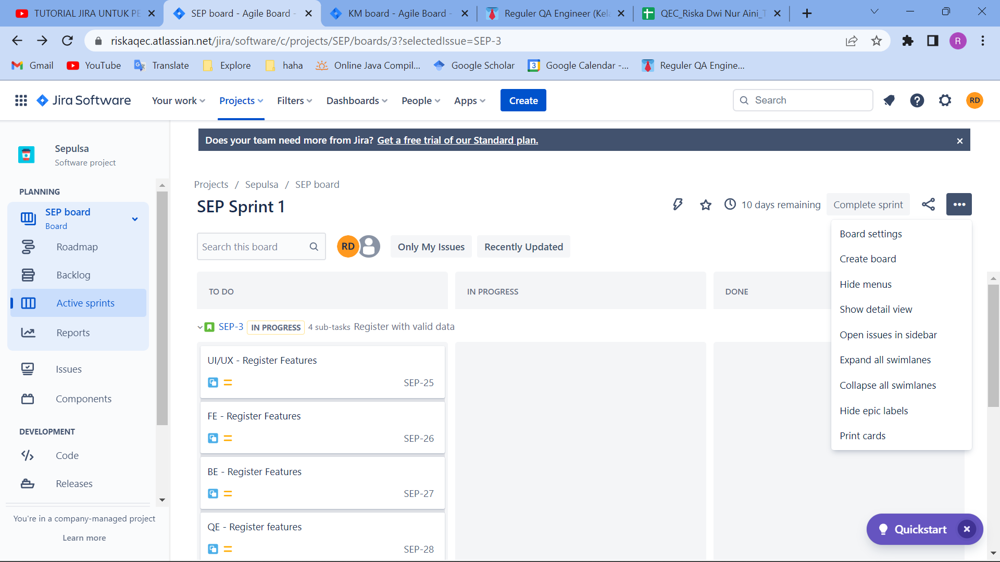 TUTORIAL JIRA UNTUK PE
SEP board - Agile Board -
KM board - Agile Board -
Reguler QA Engineer (Kela
QEC_Riska Dwi Nur Aini_T
riskaqec.atlassian.net/jira/software/c/projects/SEP/boards/3?selectedIssue=SEP-3
R
Gmail
YouTube
Translate
Explore
haha
Online Java Compil...
Google Scholar
3
Google Calendar -...
Reguler QA Engine...
Jira Software
Your work
Projects
Filters
Dashboards
People
Apps
Create
Search
RD
Sepulsa
Software project
Does your team need more from Jira? Get a free trial of our Standard plan.
PLANNING
SEP board
Board
Roadmap
Backlog
Active sprints
Reports
Issues
Components
DEVELOPMENT
Code
Releases
You're in a company-managed project
Learn more
Projects / Sepulsa / SEP board
SEP Sprint 1
10 days remaining
Complete sprint
Search this board
RD
Only My Issues
Recently Updated
Board settings
Create board
Hide menus
Show detail view
Open issues in sidebar
Expand all swimlanes
Collapse all swimlanes
Hide epic labels
Print cards
TO DO
IN PROGRESS
DONE
SEP-3 IN PROGRESS 4 sub-tasks Register with valid data
UI/UX - Register Features
SEP-25
FE - Register Features
SEP-26
BE - Register Features
SEP-27
QE - Register features
SEP-28
Quickstart